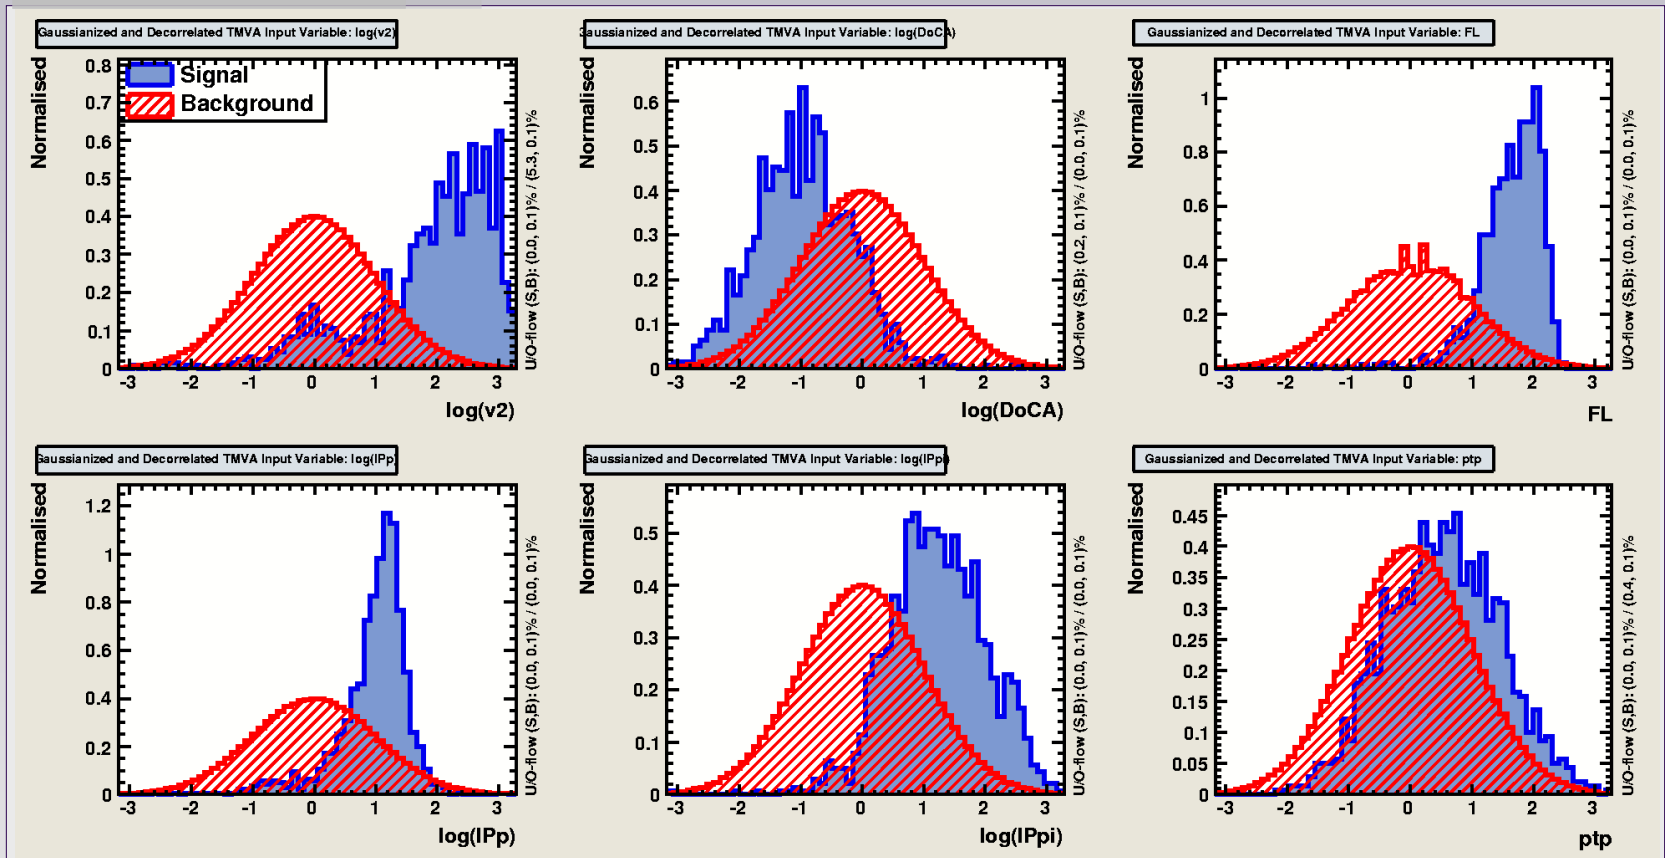 Gaussianized and Decorrelated TMVA Input Variable: log(v2)
Normalised
Signal
Background
0.8
0.7
0.6
0.5
0.4
0.3
0.2
0.1
0
-3 -2 -1 0 1 2 3
log(v2)
U/O-flow (S,B): (0.0, 0.1)% / (5.3, 0.1)%
Gaussianized and Decorrelated TMVA Input Variable: log(DoCA)
Normalised
0.6
0.5
0.4
0.3
0.2
0.1
0
-3 -2 -1 0 1 2 3
log(DoCA)
U/O-flow (S,B): (0.2, 0.1)% / (0.0, 0.1)%
Gaussianized and Decorrelated TMVA Input Variable: FL
Normalised
1
0.8
0.6
0.4
0.2
0
-3 -2 -1 0 1 2 3
FL
U/O-flow (S,B): (0.0, 0.1)% / (0.0, 0.1)%
Gaussianized and Decorrelated TMVA Input Variable: log(IPp)
Normalised
1.2
1
0.8
0.6
0.4
0.2
0
-3 -2 -1 0 1 2 3
log(IPp)
U/O-flow (S,B): (0.0, 0.1)% / (0.0, 0.1)%
Gaussianized and Decorrelated TMVA Input Variable: log(IPpi)
Normalised
0.5
0.4
0.3
0.2
0.1
0
-3 -2 -1 0 1 2 3
log(IPpi)
U/O-flow (S,B): (0.0, 0.1)% / (0.0, 0.1)%
Gaussianized and Decorrelated TMVA Input Variable: ptp
Normalised
0.45
0.4
0.35
0.3
0.25
0.2
0.15
0.1
0.05
0
-3 -2 -1 0 1 2 3
ptp
U/O-flow (S,B): (0.0, 0.1)% / (0.4, 0.1)%